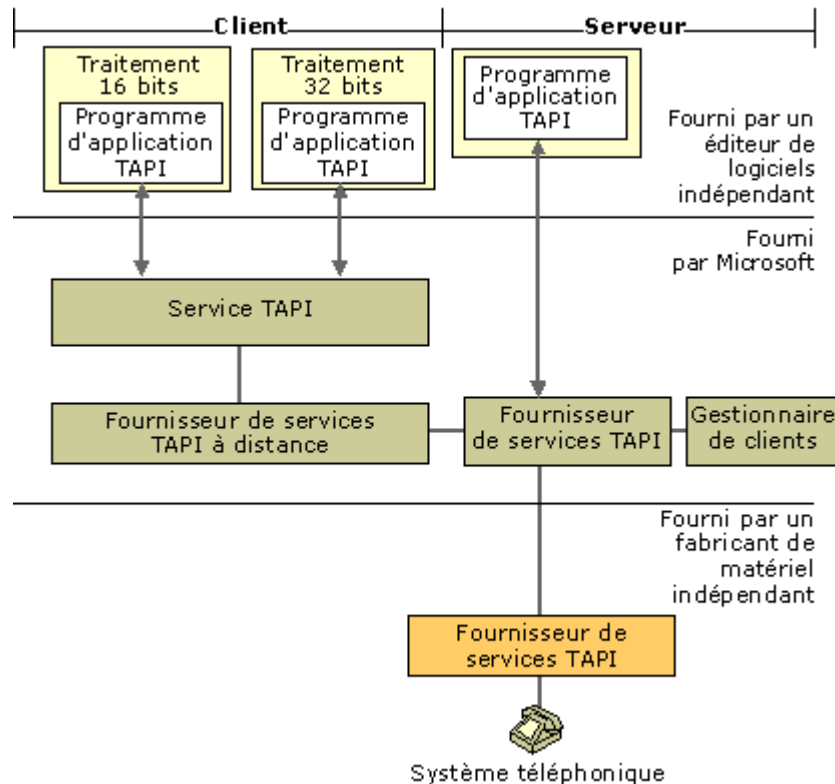 Client
Serveur
Traitement
16 bits
Programme
d'application
TAPI
Traitement
32 bits
Programme
d'application
TAPI
Programme
d'application
TAPI
Fourni par un
éditeur de
logiciels
indépendant
Fourni
par Microsoft
Service TAPI
Fournisseur de services
TAPI à distance
Fournisseur
de services TAPI
Gestionnaire
de clients
Fourni par un
fabricant de
matériel
indépendant
Fournisseur de
services TAPI
Système téléphonique